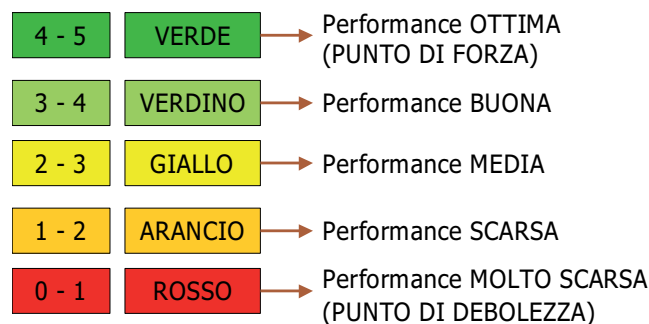 4 - 5 VERDE Performance OTTIMA
(PUNTO DI FORZA)
3 - 4 VERDINO Performance BUONA
2 - 3 GIALLO Performance MEDIA
1 - 2 ARANCIO Performance SCARSA
0 - 1 ROSSO Performance MOLTO SCARSA
(PUNTO DI DEBOLEZZA)